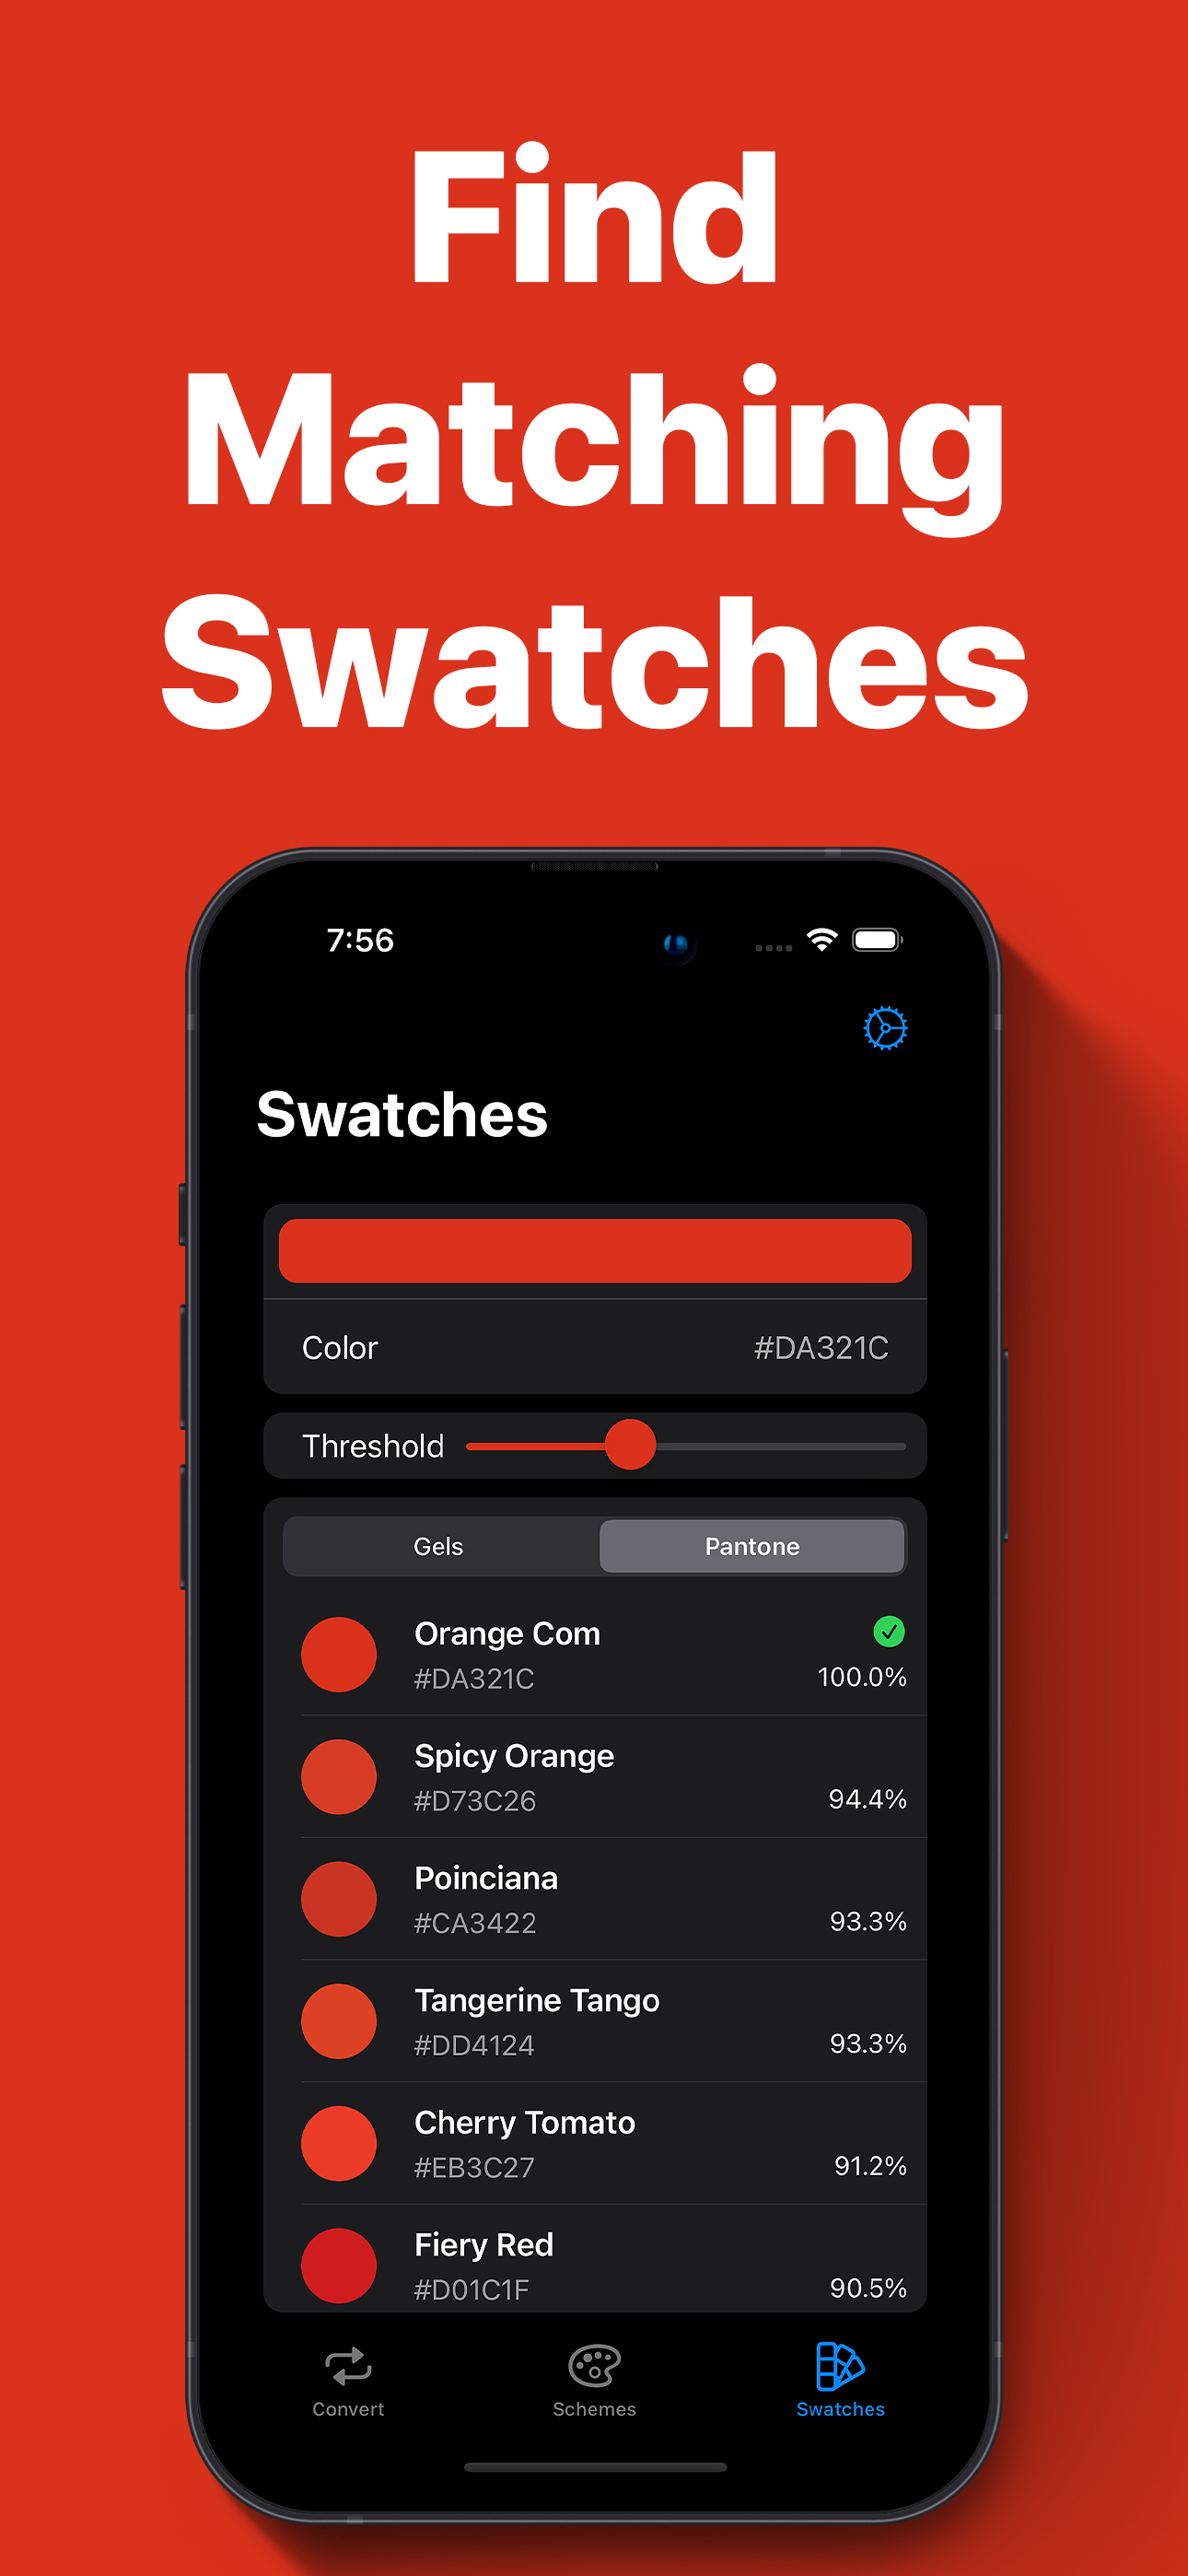 Find
Matching
Swatches
7:56
Swatches
Color #DA321C
Threshold
Gels Pantone
Orange Com
#DA321C 100.0%
Spicy Orange
#D73C26 94.4%
Poinciana
#CA3422 93.3%
Tangerine Tango
#DD4124 93.3%
Cherry Tomato
#EB3C27 91.2%
Fiery Red
#D01C1F 90.5%
Convert Schemes Swatches